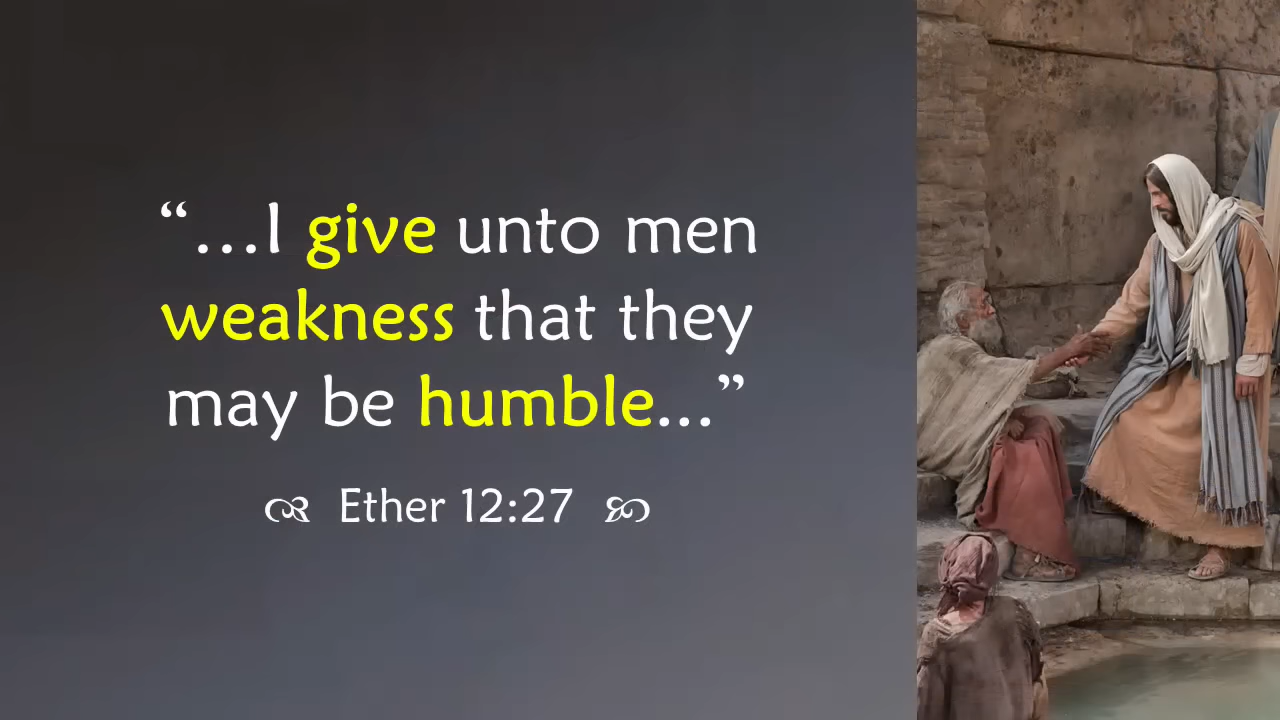 “…I give unto men
weakness that they
may be humble…”
Ether 12:27